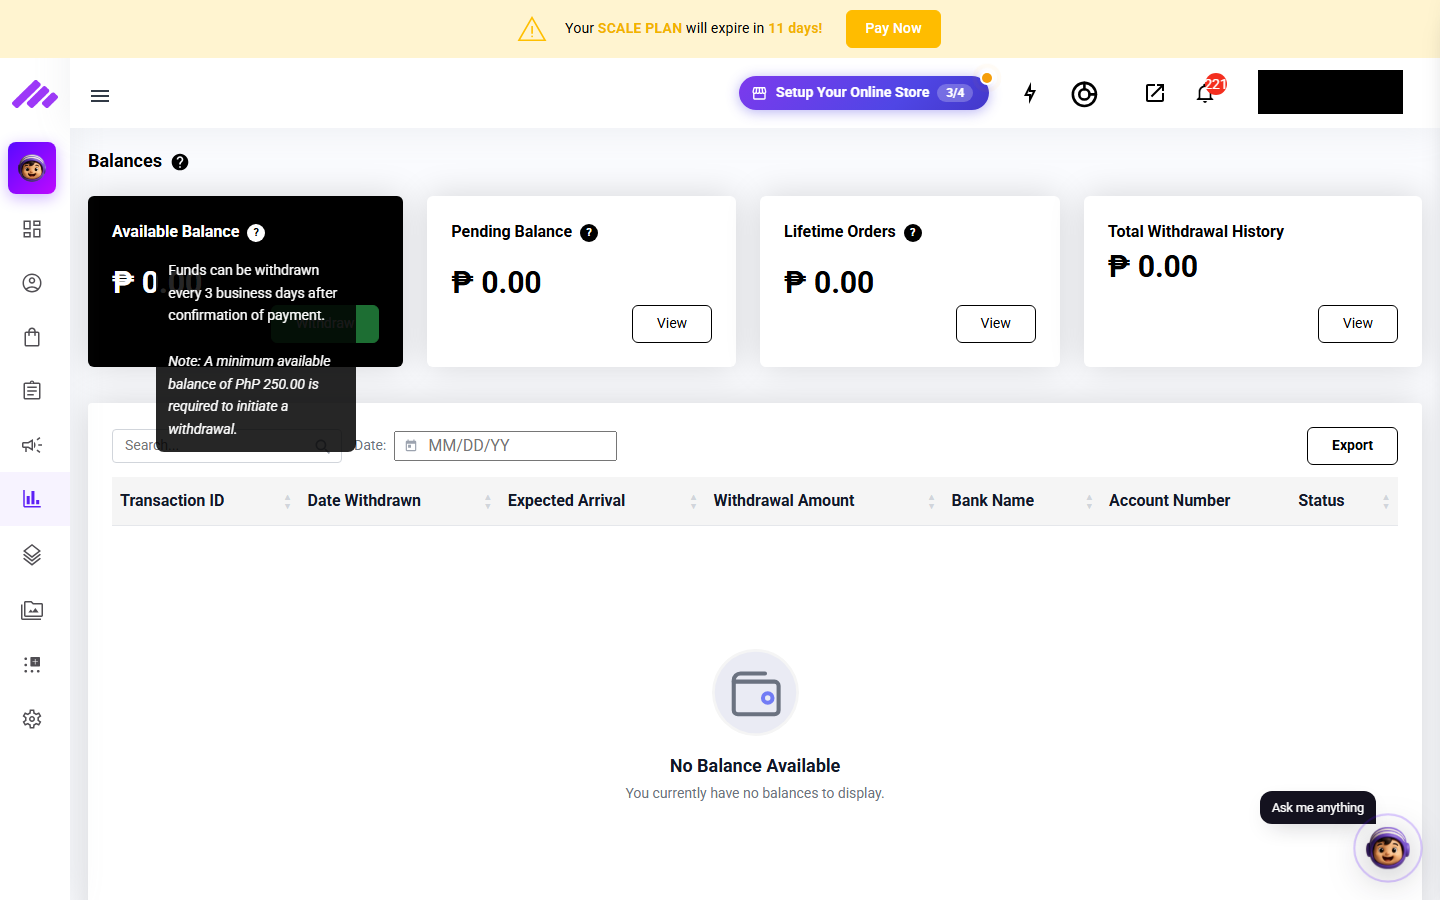 Your SCALE PLAN will expire in 11 days!
Pay Now
Setup Your Online Store 3/4
221
Balances ?
Available Balance ?
₱ 0.00
Funds can be withdrawn
every 3 business days after
confirmation of payment.
Note: A minimum available
balance of PhP 250.00 is
required to initiate a
withdrawal.
Withdraw
Pending Balance ?
₱ 0.00
View
Lifetime Orders ?
₱ 0.00
View
Total Withdrawal History
₱ 0.00
View
Search...
Date:
MM/DD/YY
Export
Transaction ID Date Withdrawn Expected Arrival Withdrawal Amount Bank Name Account Number Status
No Balance Available
You currently have no balances to display.
Ask me anything